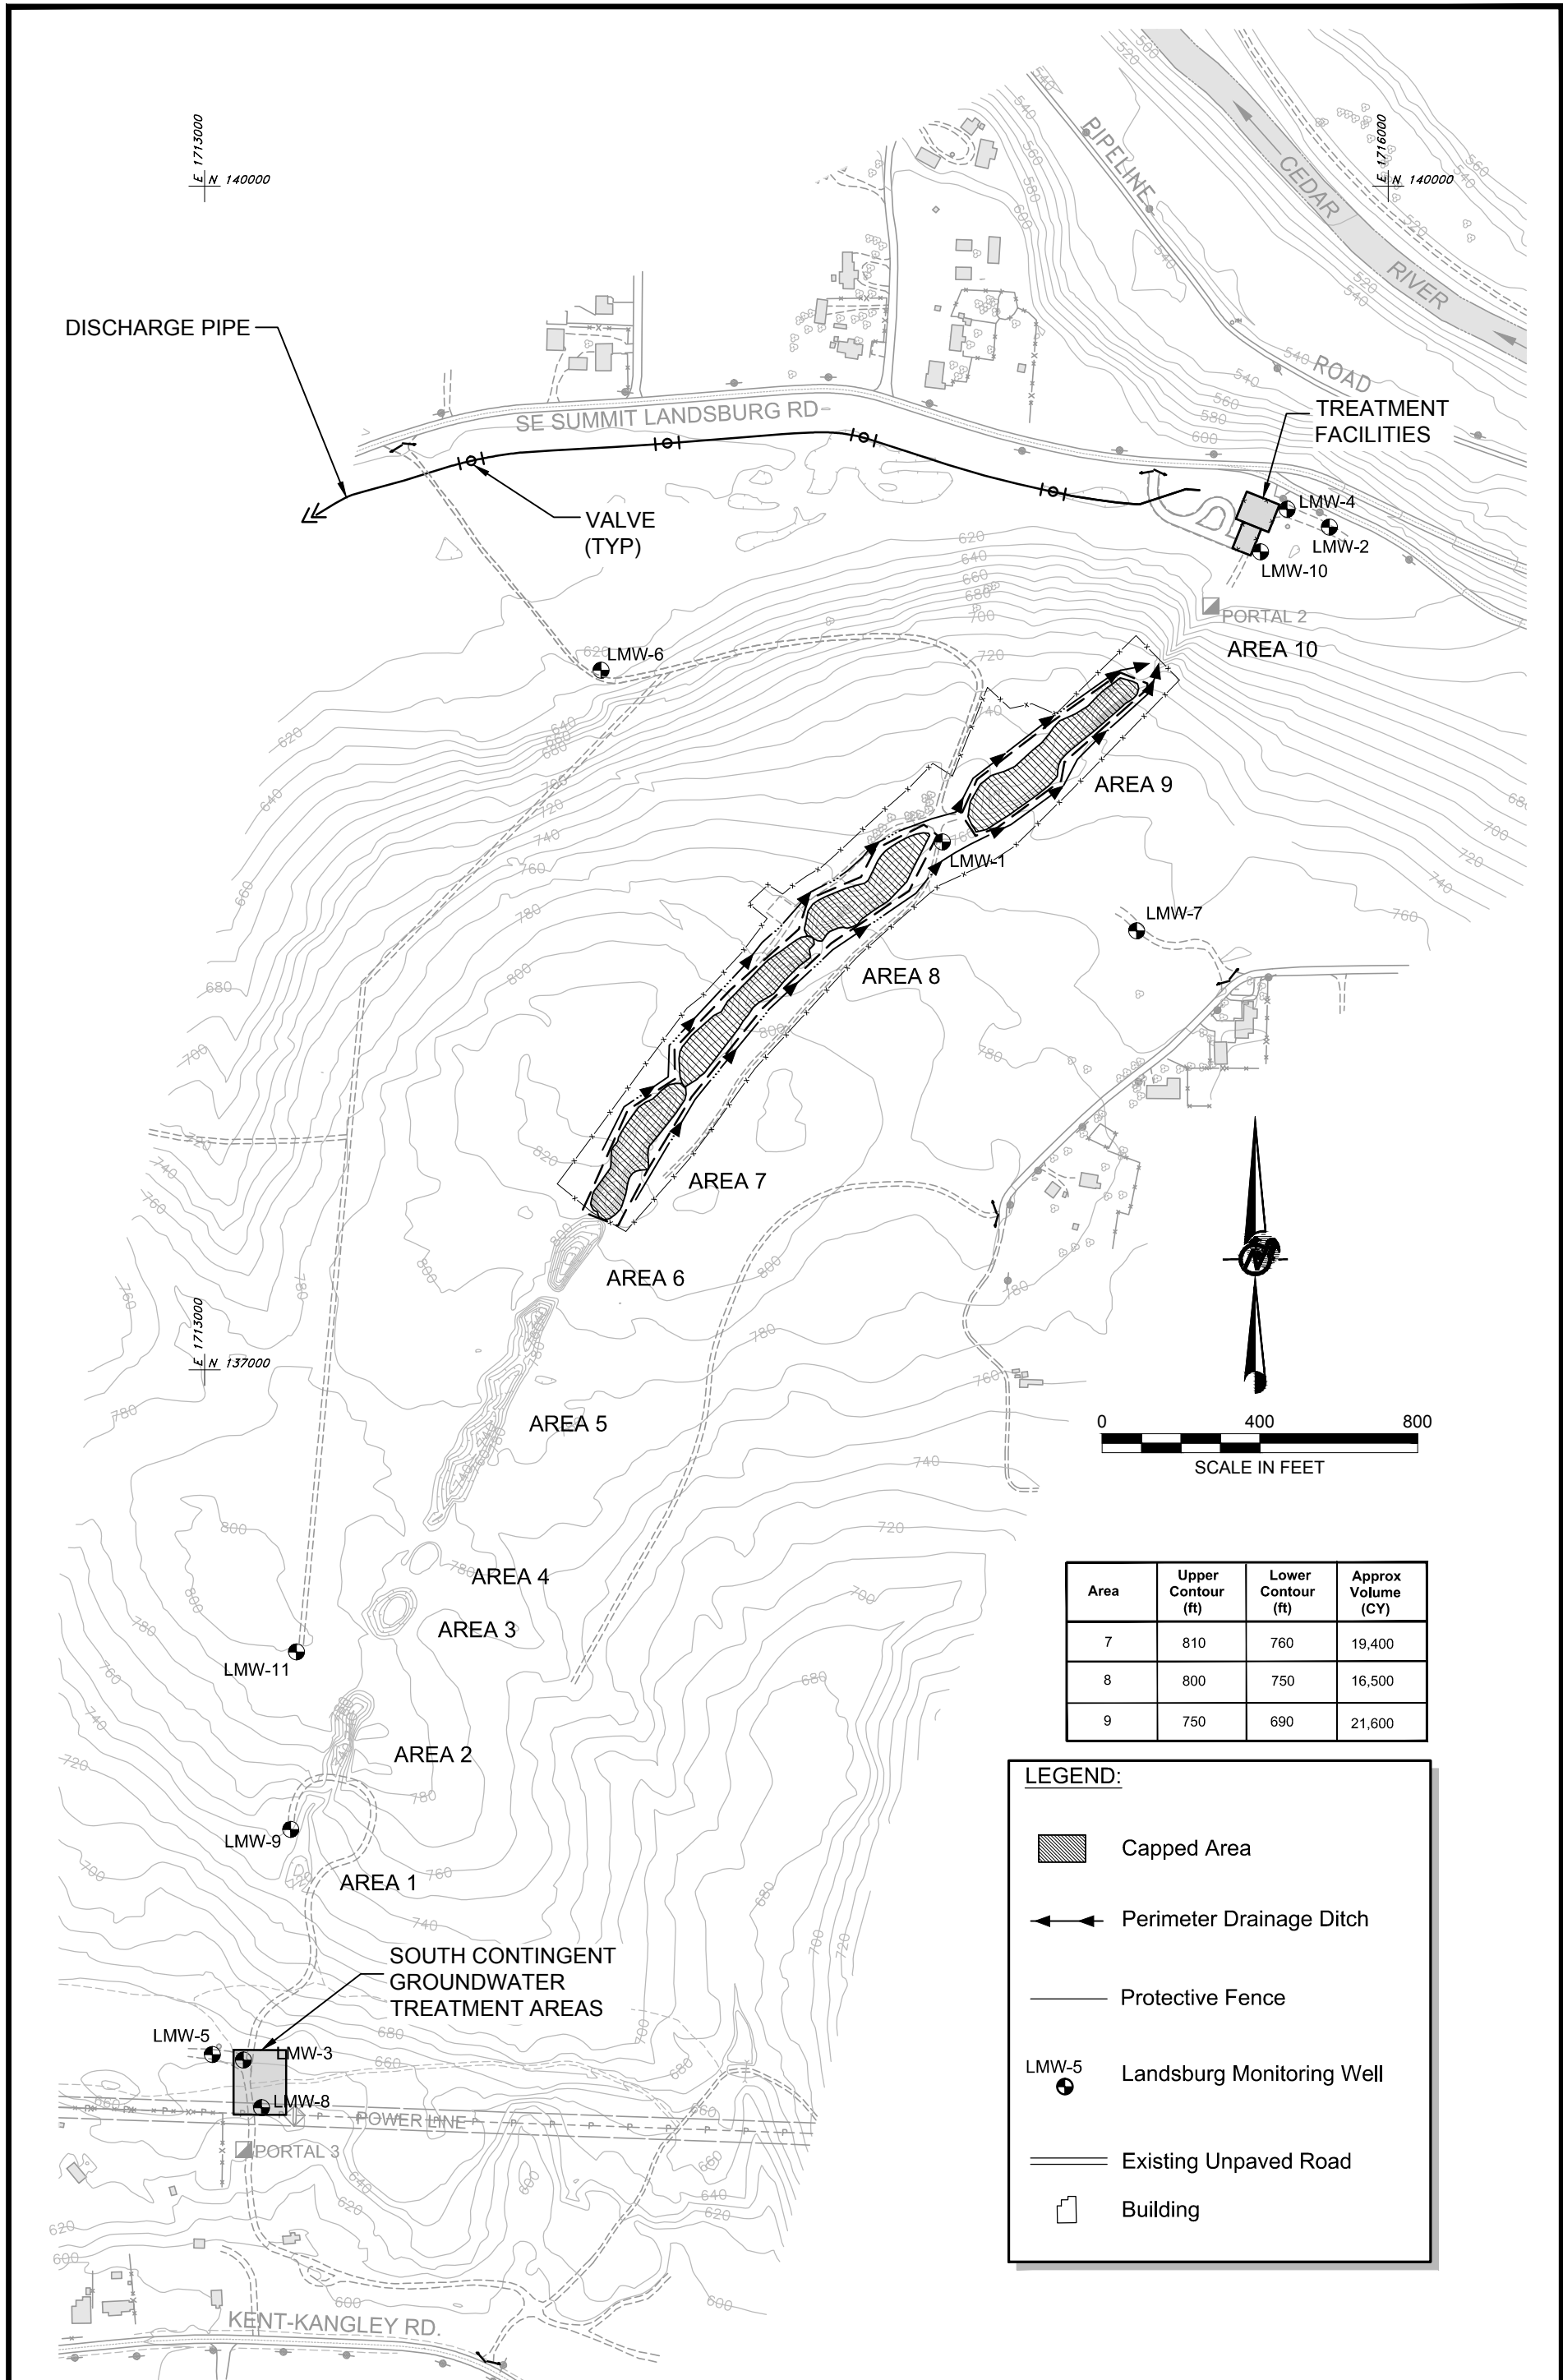 E 1713000
N 140000
E 1716000
N 140000
PIPELINE
ROAD
CEDAR
RIVER
DISCHARGE PIPE
SE SUMMIT LANDSBURG RD
VALVE
(TYP)
TREATMENT
FACILITIES
LMW-4
LMW-2
LMW-10
PORTAL 2
AREA 10
LMW-6
AREA 9
LMW-1
LMW-7
AREA 8
AREA 7
AREA 6
E 1713000
N 137000
AREA 5
0 400 800
SCALE IN FEET
AREA 4
AREA 3
LMW-11
AREA 2
LMW-9
AREA 1
Area Upper Contour (ft) Lower Contour (ft) Approx Volume (CY)
7 810 760 19,400
8 800 750 16,500
9 750 690 21,600
SOUTH CONTINGENT
GROUNDWATER
TREATMENT AREAS
LMW-5
LMW-3
LMW-8
POWER LINE
PORTAL 3
KENT-KANGLEY RD.
LEGEND:
Capped Area
Perimeter Drainage Ditch
Protective Fence
LMW-5
Landsburg Monitoring Well
Existing Unpaved Road
Building